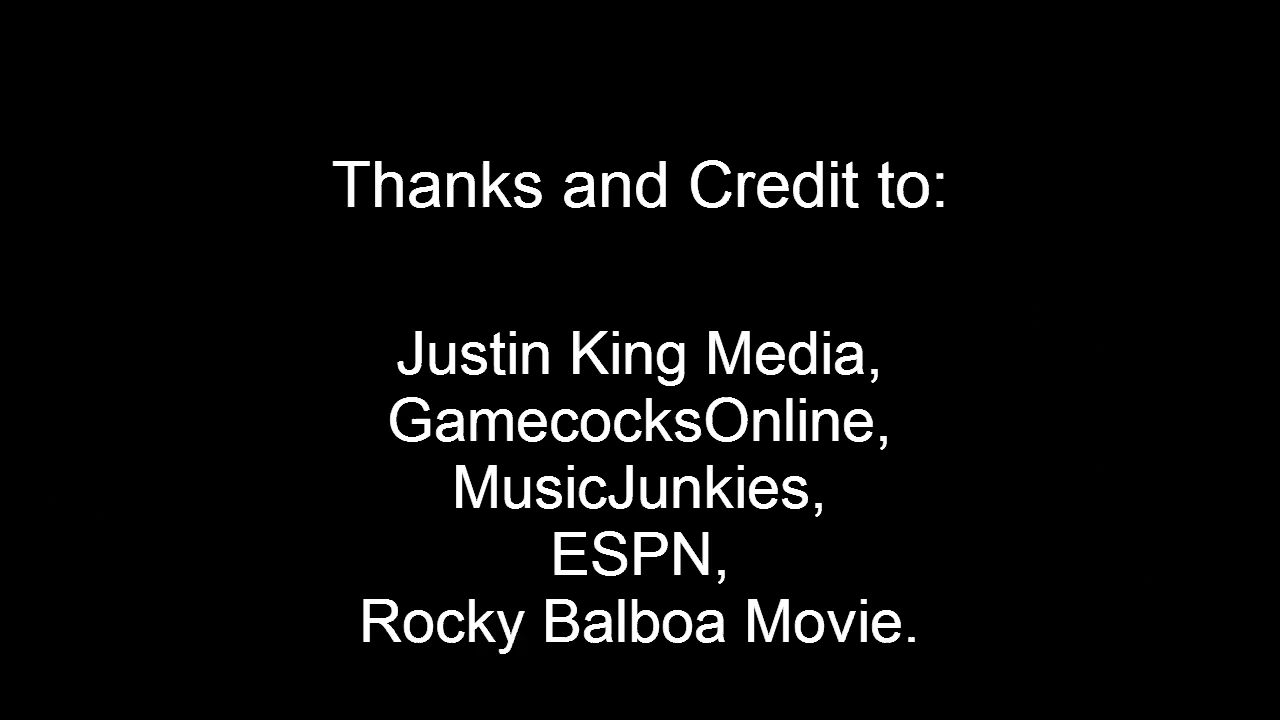 Thanks and Credit to:
Justin King Media,
GamecocksOnline,
MusicJunkies,
ESPN,
Rocky Balboa Movie.